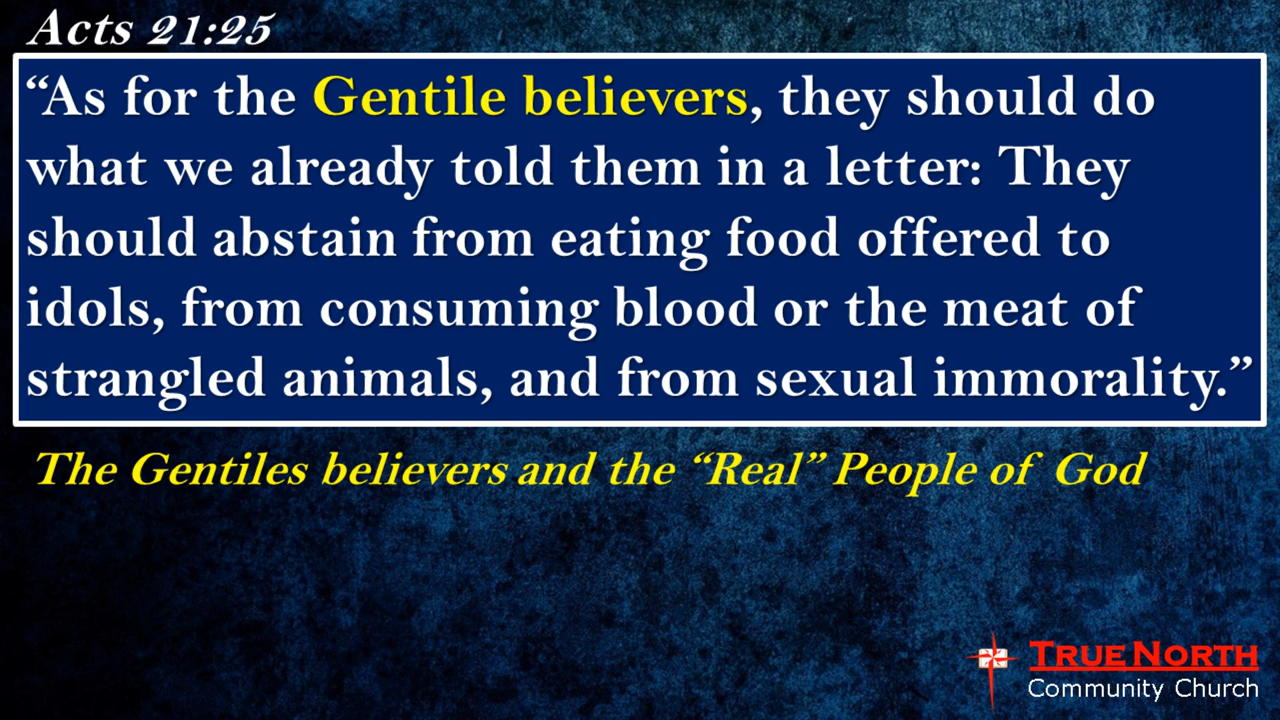 Acts 21:25
“As for the Gentile believers, they should do
what we already told them in a letter: They
should abstain from eating food offered to
idols, from consuming blood or the meat of
strangled animals, and from sexual immorality.”
The Gentiles believers and the “Real” People of God
TRUE NORTH
Community Church